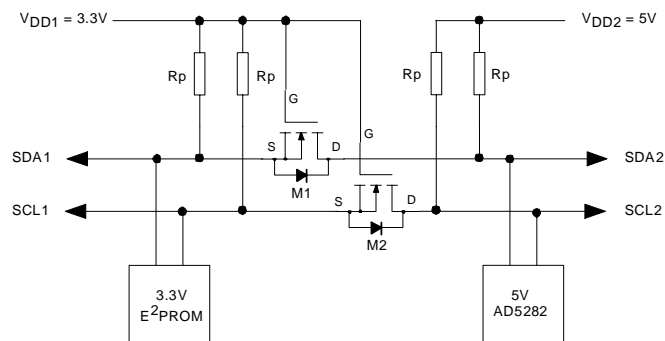 VDD1 = 3.3V
VDD2 = 5V
Rp
Rp
Rp
Rp
G
G
S
D
SDA1
SDA2
M1
S
D
SCL1
SCL2
M2
3.3V
E2PROM
5V
AD5282